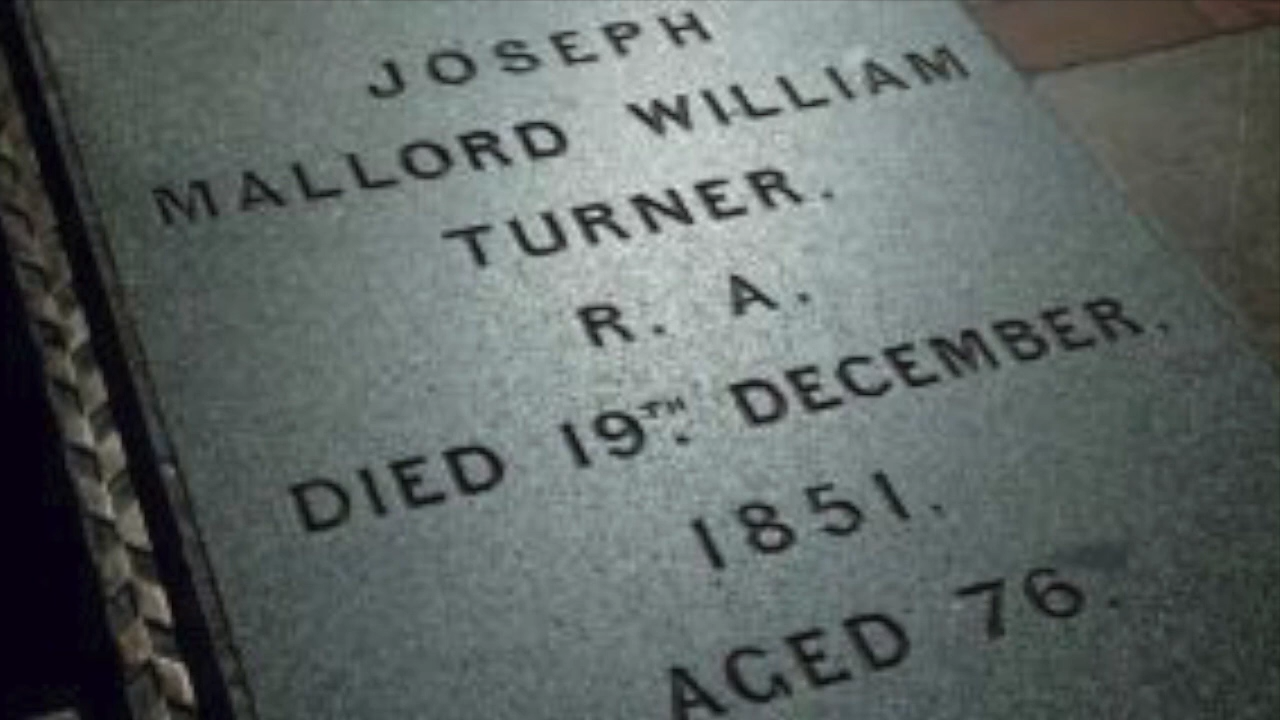 JOSEPH
MALLORD WILLIAM
TURNER.
R. A.
DIED 19TH. DECEMBER.
1851.
AGED 76.